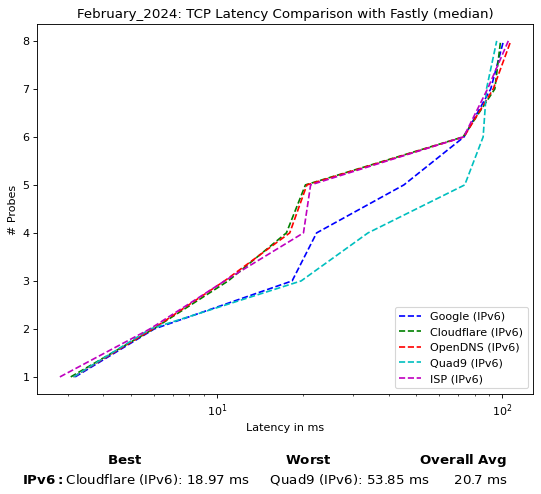 February_2024: TCP Latency Comparison with Fastly (median)
8
7
6
5
4
3
2
1
# Probes
Google (IPv6)
Cloudflare (IPv6)
OpenDNS (IPv6)
Quad9 (IPv6)
ISP (IPv6)
10¹ 10²
Latency in ms
Best Worst Overall Avg
IPv6: Cloudflare (IPv6): 18.97 ms Quad9 (IPv6): 53.85 ms 20.7 ms